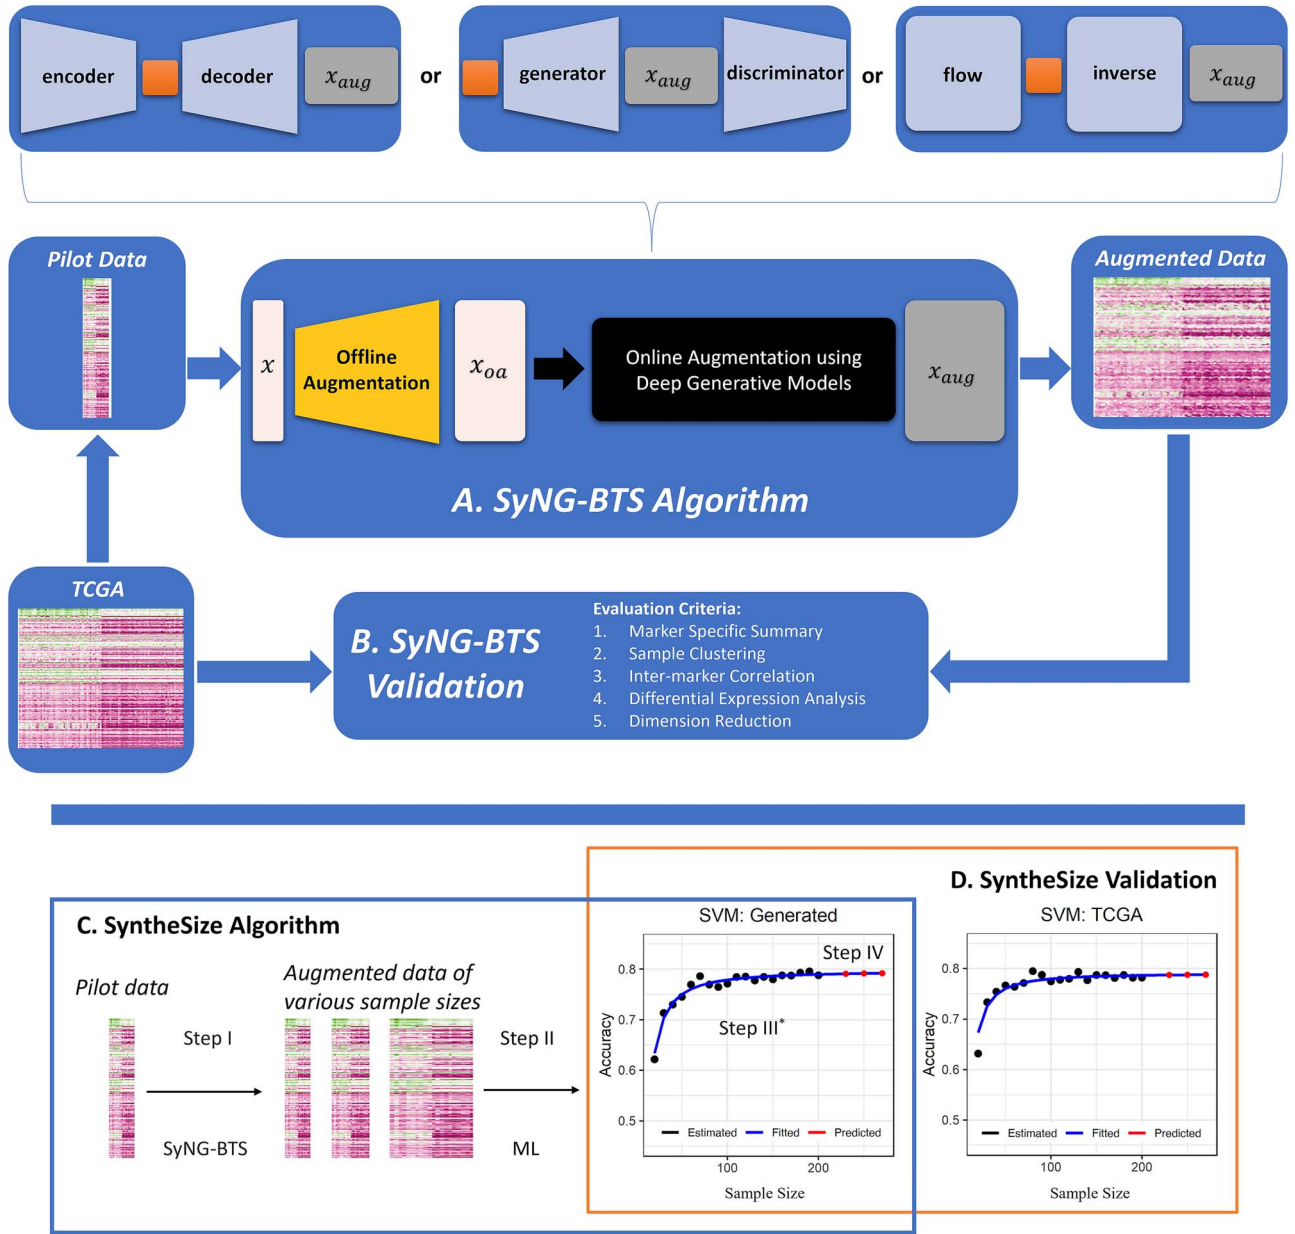 encoder
decoder
x_aug
or
generator
x_aug
discriminator
or
flow
inverse
x_aug
Pilot Data
x
Offline
Augmentation
x_oa
Online Augmentation using
Deep Generative Models
x_aug
Augmented Data
A. SyNG-BTS Algorithm
TCGA
B. SyNG-BTS
Validation
Evaluation Criteria:
1. Marker Specific Summary
2. Sample Clustering
3. Inter-marker Correlation
4. Differential Expression Analysis
5. Dimension Reduction
C. SyntheSize Algorithm
Pilot data
Step I
SyNG-BTS
Augmented data of
various sample sizes
Step II
ML
SVM: Generated
Step IV
Step III*
Accuracy
0.8
0.7
0.6
0.5
Estimated Fitted Predicted
100 200
Sample Size
D. SyntheSize Validation
SVM: TCGA
Accuracy
0.8
0.7
0.6
0.5
Estimated Fitted Predicted
100 200
Sample Size